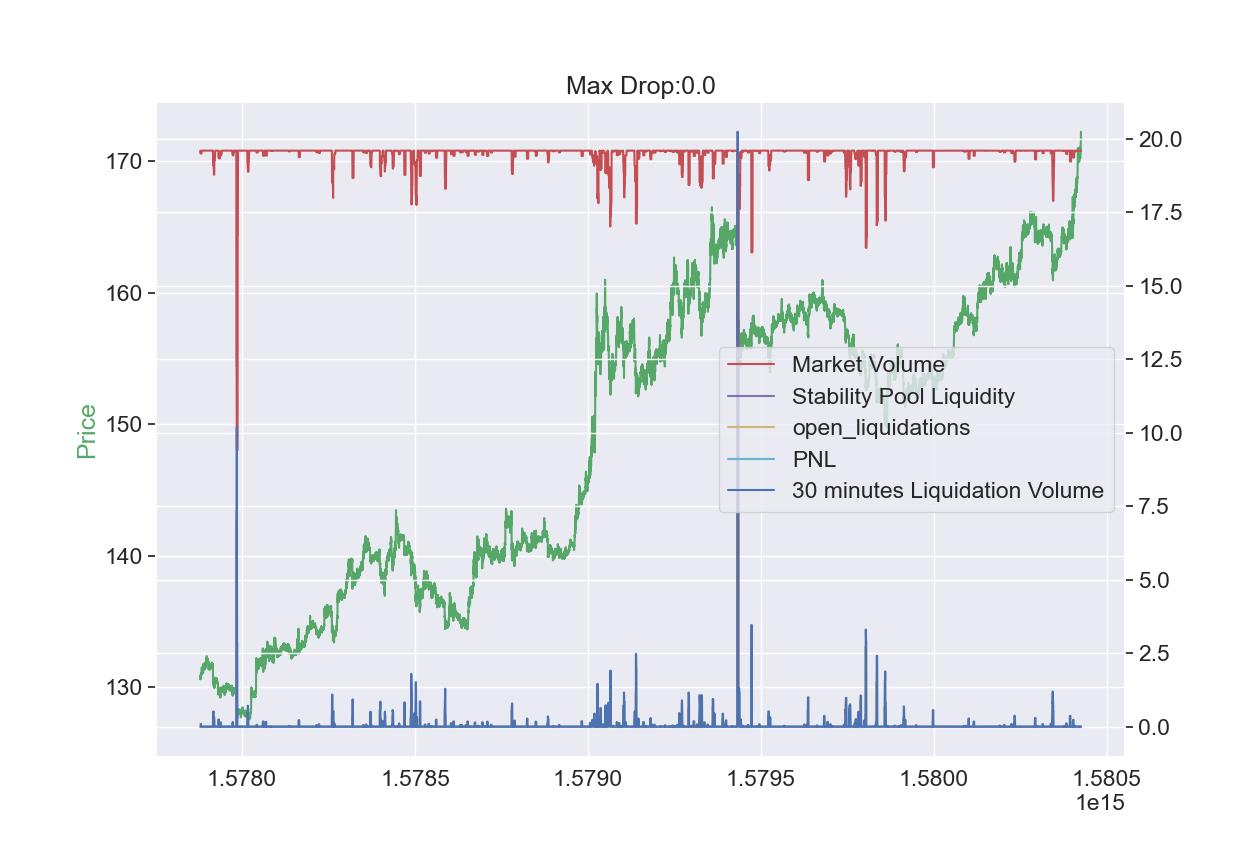 Max Drop:0.0
170
160
150
140
130
Price
20.0
17.5
15.0
12.5
10.0
7.5
5.0
2.5
0.0
Market Volume
Stability Pool Liquidity
open_liquidations
PNL
30 minutes Liquidation Volume
1.5780 1.5785 1.5790 1.5795 1.5800 1.5805
1e15